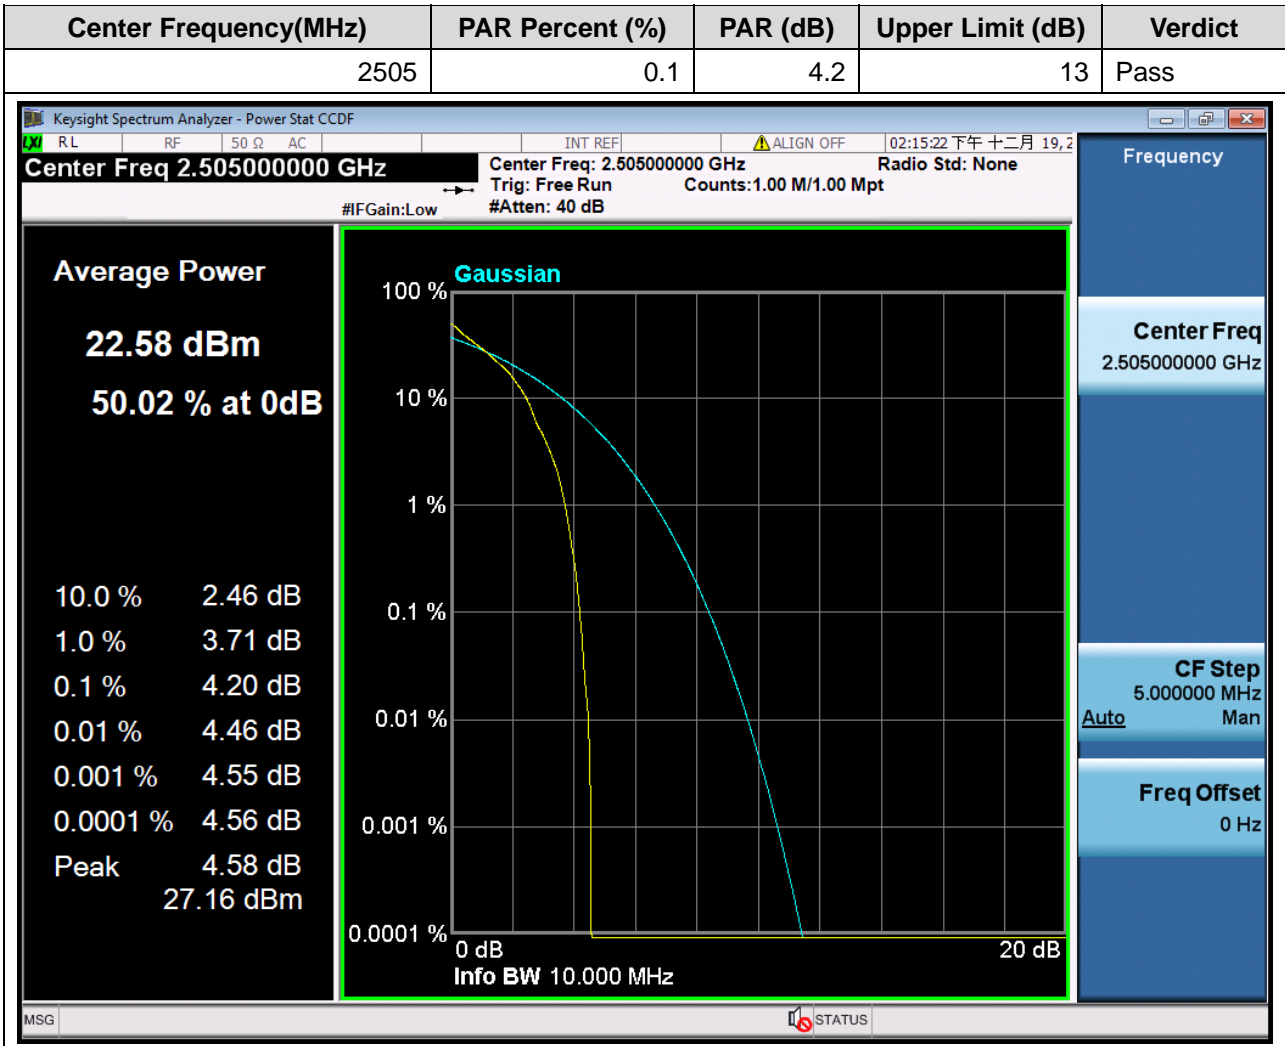 Center Frequency(MHz) PAR Percent (%) PAR (dB) Upper Limit (dB) Verdict
2505 0.1 4.2 13 Pass
Keysight Spectrum Analyzer - Power Stat CCDF
LXI RL RF 50 Ω AC INT REF ALIGN OFF 02:15:22 下午 十二月 19, 2
Center Freq 2.505000000 GHz
Center Freq: 2.505000000 GHz Radio Std: None
Trig: Free Run Counts:1.00 M/1.00 Mpt
#IFGain:Low #Atten: 40 dB
Average Power
22.58 dBm
50.02 % at 0dB
10.0 % 2.46 dB
1.0 % 3.71 dB
0.1 % 4.20 dB
0.01 % 4.46 dB
0.001 % 4.55 dB
0.0001 % 4.56 dB
Peak 4.58 dB
27.16 dBm
Gaussian
100 %
10 %
1 %
0.1 %
0.01 %
0.001 %
0.0001 %
0 dB 20 dB
Info BW 10.000 MHz
Frequency
Center Freq
2.505000000 GHz
CF Step
5.000000 MHz
Auto Man
Freq Offset
0 Hz
MSG STATUS